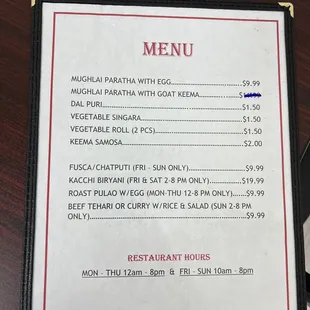 MENU
MUGHLAI PARATHA WITH EGG..............................$9.99
MUGHLAI PARATHA WITH GOAT KEEMA...............
DAL PURI.............................................................$1.50
VEGETABLE SINGARA..........................................$1.50
VEGETABLE ROLL (2 PCS)....................................$1.50
KEEMA SAMOSA..................................................$2.00
FUSCA/CHATPUTI (FRI – SUN ONLY)......................$9.99
KACCHI BIRYANI (FRI & SAT 2-8 PM ONLY)...........$19.99
ROAST PULAO W/EGG (MON-THU 12-8 PM ONLY).....$9.99
BEEF TEHARI OR CURRY W/RICE & SALAD (SUN 2-8 PM
ONLY)..................................................................$9.99
RESTAURANT HOURS
MON – THU 12am – 8pm & FRI – SUN 10am – 8pm